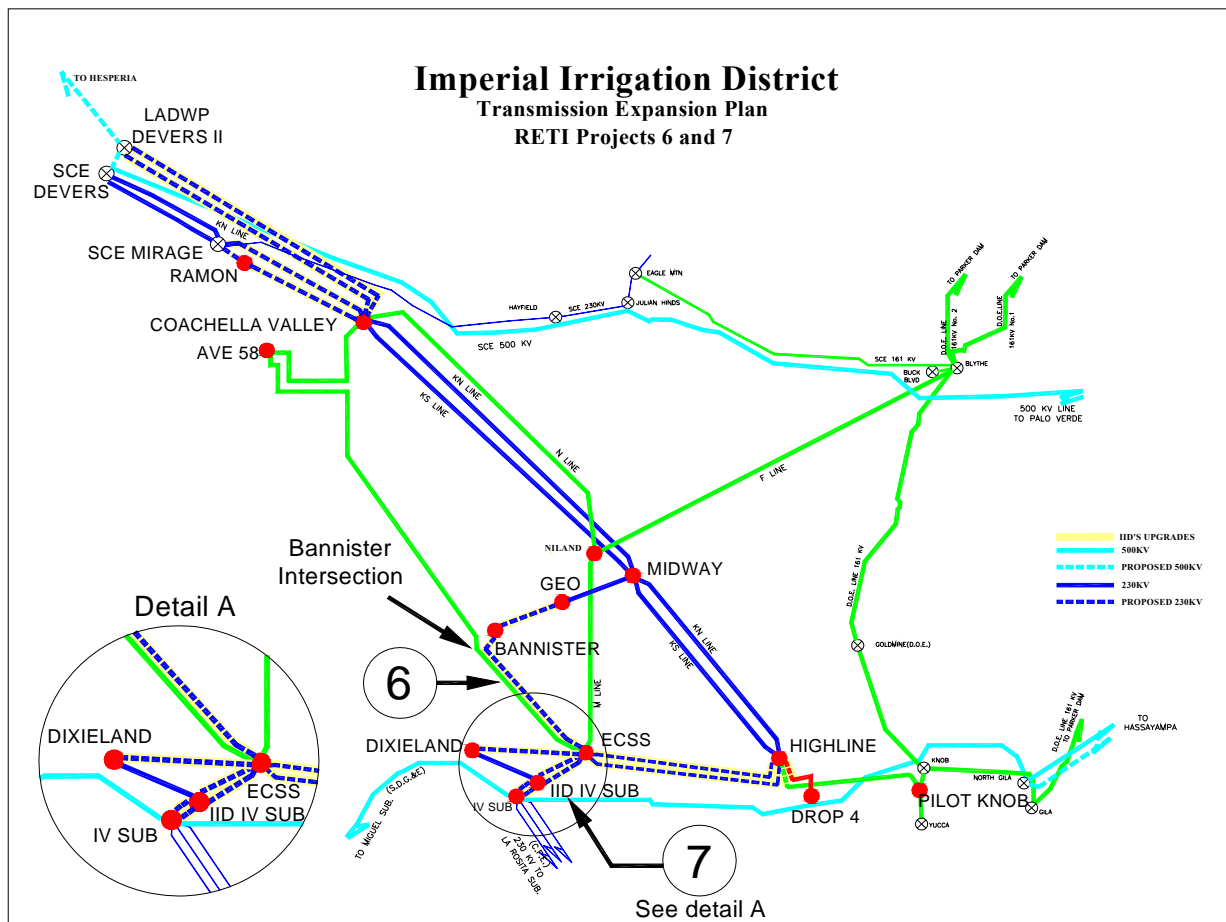 Imperial Irrigation District
Transmission Expansion Plan
RETI Projects 6 and 7
TO HESPERIA
LADWP
DEVERS II
SCE
DEVERS
KN LINE
SCE MIRAGE
RAMON
COACHELLA VALLEY
AVE 58
EAGLE MTN
HAYFIELD
SCE 230KV
JULIAN HINDS
SCE 500 KV
SCE 161 KV
BUCK
BLVD
BLYTHE
D.O.E. LINE
161KV No. 2
D.O.E.LINE
161KV No.1
TO PARKER DAM
TO PARKER DAM
500 KV LINE
TO PALO VERDE
KN LINE
KS LINE
N LINE
F LINE
NILAND
MIDWAY
GEO
BANNISTER
Bannister
Intersection
6
M LINE
KN LINE
KS LINE
D.O.E. LINE 161 KV
GOLDMINE(D.O.E.)
IID'S UPGRADES
500KV
PROPOSED 500KV
230KV
PROPOSED 230KV
Detail A
DIXIELAND
ECSS
IID IV SUB
IV SUB
DIXIELAND
ECSS
IID IV SUB
IV SUB
TO MIGUEL SUB. (S.D.G.&E)
(C.F.E.)
230 KV TO
LA ROSITA SUB.
7
See detail A
HIGHLINE
DROP 4
KNOB
PILOT KNOB
YUCCA
NORTH GILA
GILA
D.O.E. LINE 161 KV
TO PARKER DAM
TO
HASSAYAMPA